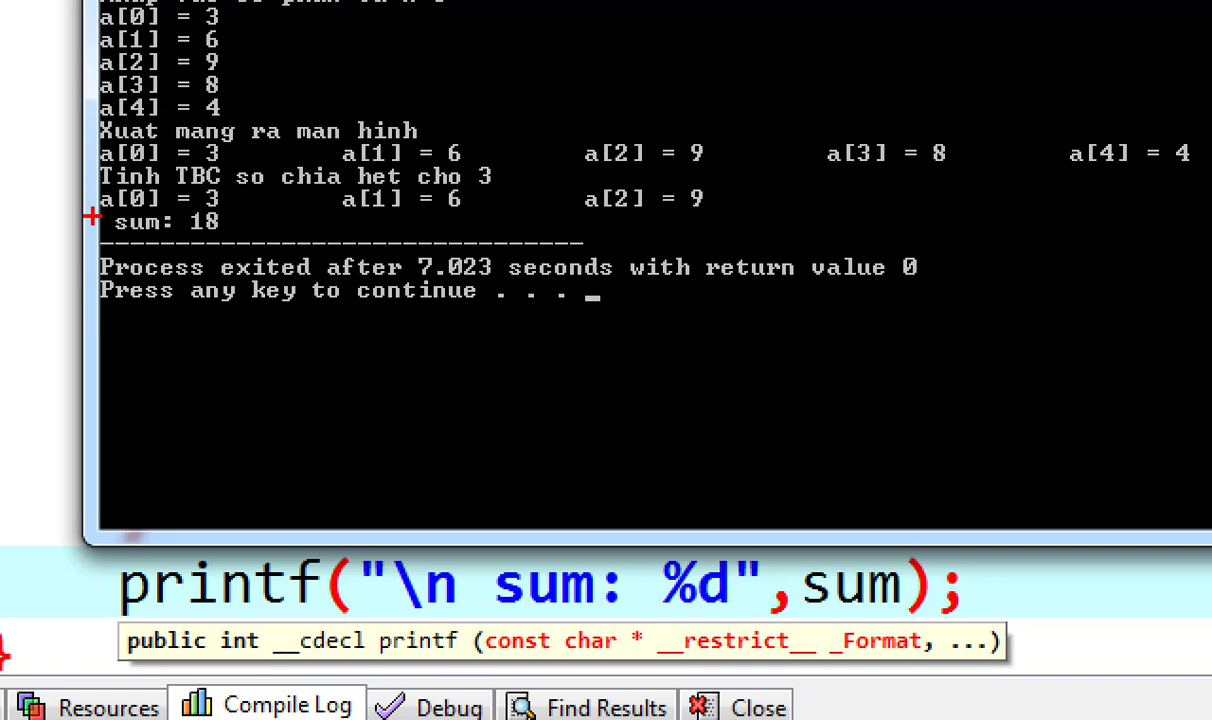 a[0] = 3
a[1] = 6
a[2] = 9
a[3] = 8
a[4] = 4
Xuat mang ra man hinh
a[0] = 3 a[1] = 6 a[2] = 9 a[3] = 8 a[4] = 4
Tinh TBC so chia het cho 3
a[0] = 3 a[1] = 6 a[2] = 9
sum: 18
--------------------------------
Process exited after 7.023 seconds with return value 0
Press any key to continue . . . _
printf("\n sum: %d",sum);
public int __cdecl printf (const char * __restrict__ _Format, ...)
}
Resources Compile Log Debug Find Results Close